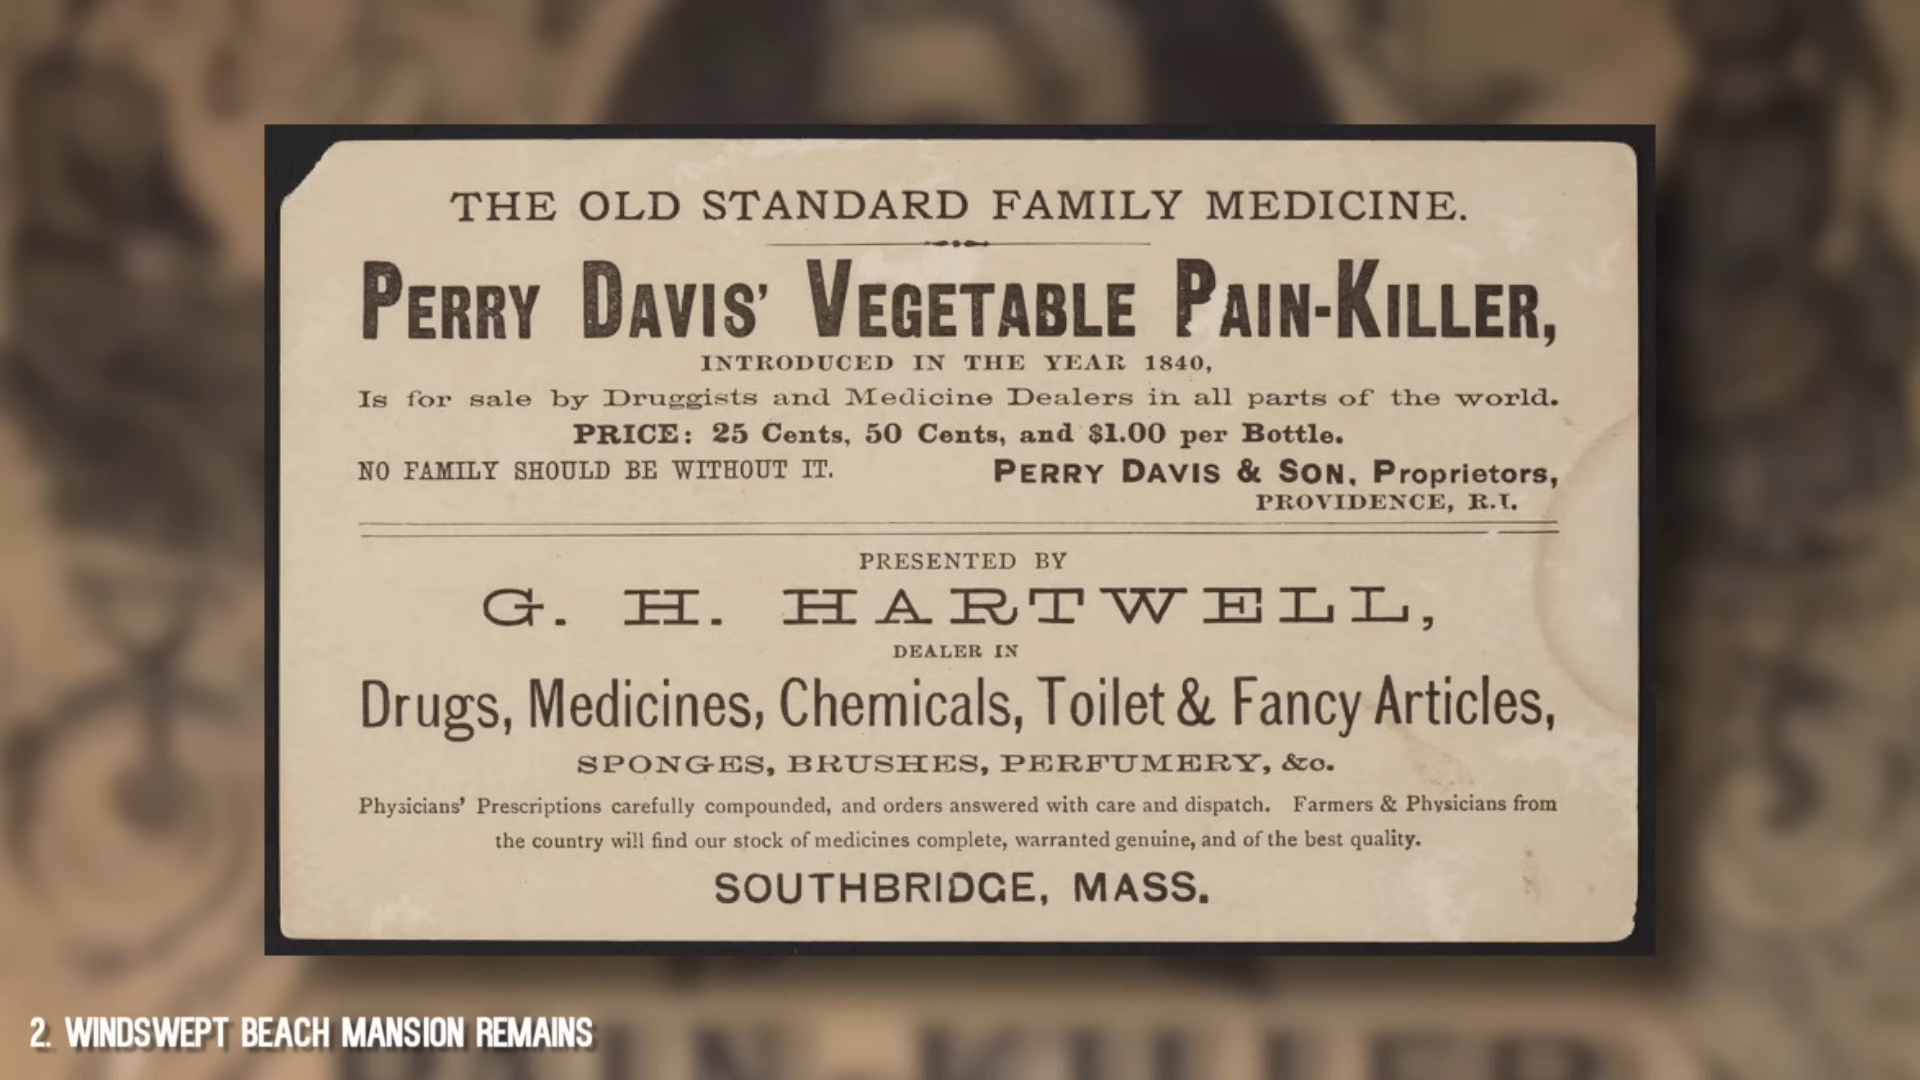 THE OLD STANDARD FAMILY MEDICINE.
PERRY DAVIS' VEGETABLE PAIN-KILLER,
INTRODUCED IN THE YEAR 1840,
Is for sale by Druggists and Medicine Dealers in all parts of the world.
PRICE: 25 Cents, 50 Cents, and $1.00 per Bottle.
NO FAMILY SHOULD BE WITHOUT IT. PERRY DAVIS & SON, Proprietors,
PROVIDENCE, R.I.
PRESENTED BY
G. H. HARTWELL,
DEALER IN
Drugs, Medicines, Chemicals, Toilet & Fancy Articles,
SPONGES, BRUSHES, PERFUMERY, &c.
Physicians' Prescriptions carefully compounded, and orders answered with care and dispatch. Farmers & Physicians from
the country will find our stock of medicines complete, warranted genuine, and of the best quality.
SOUTHBRIDGE, MASS.
2. WINDSWEPT BEACH MANSION REMAINS